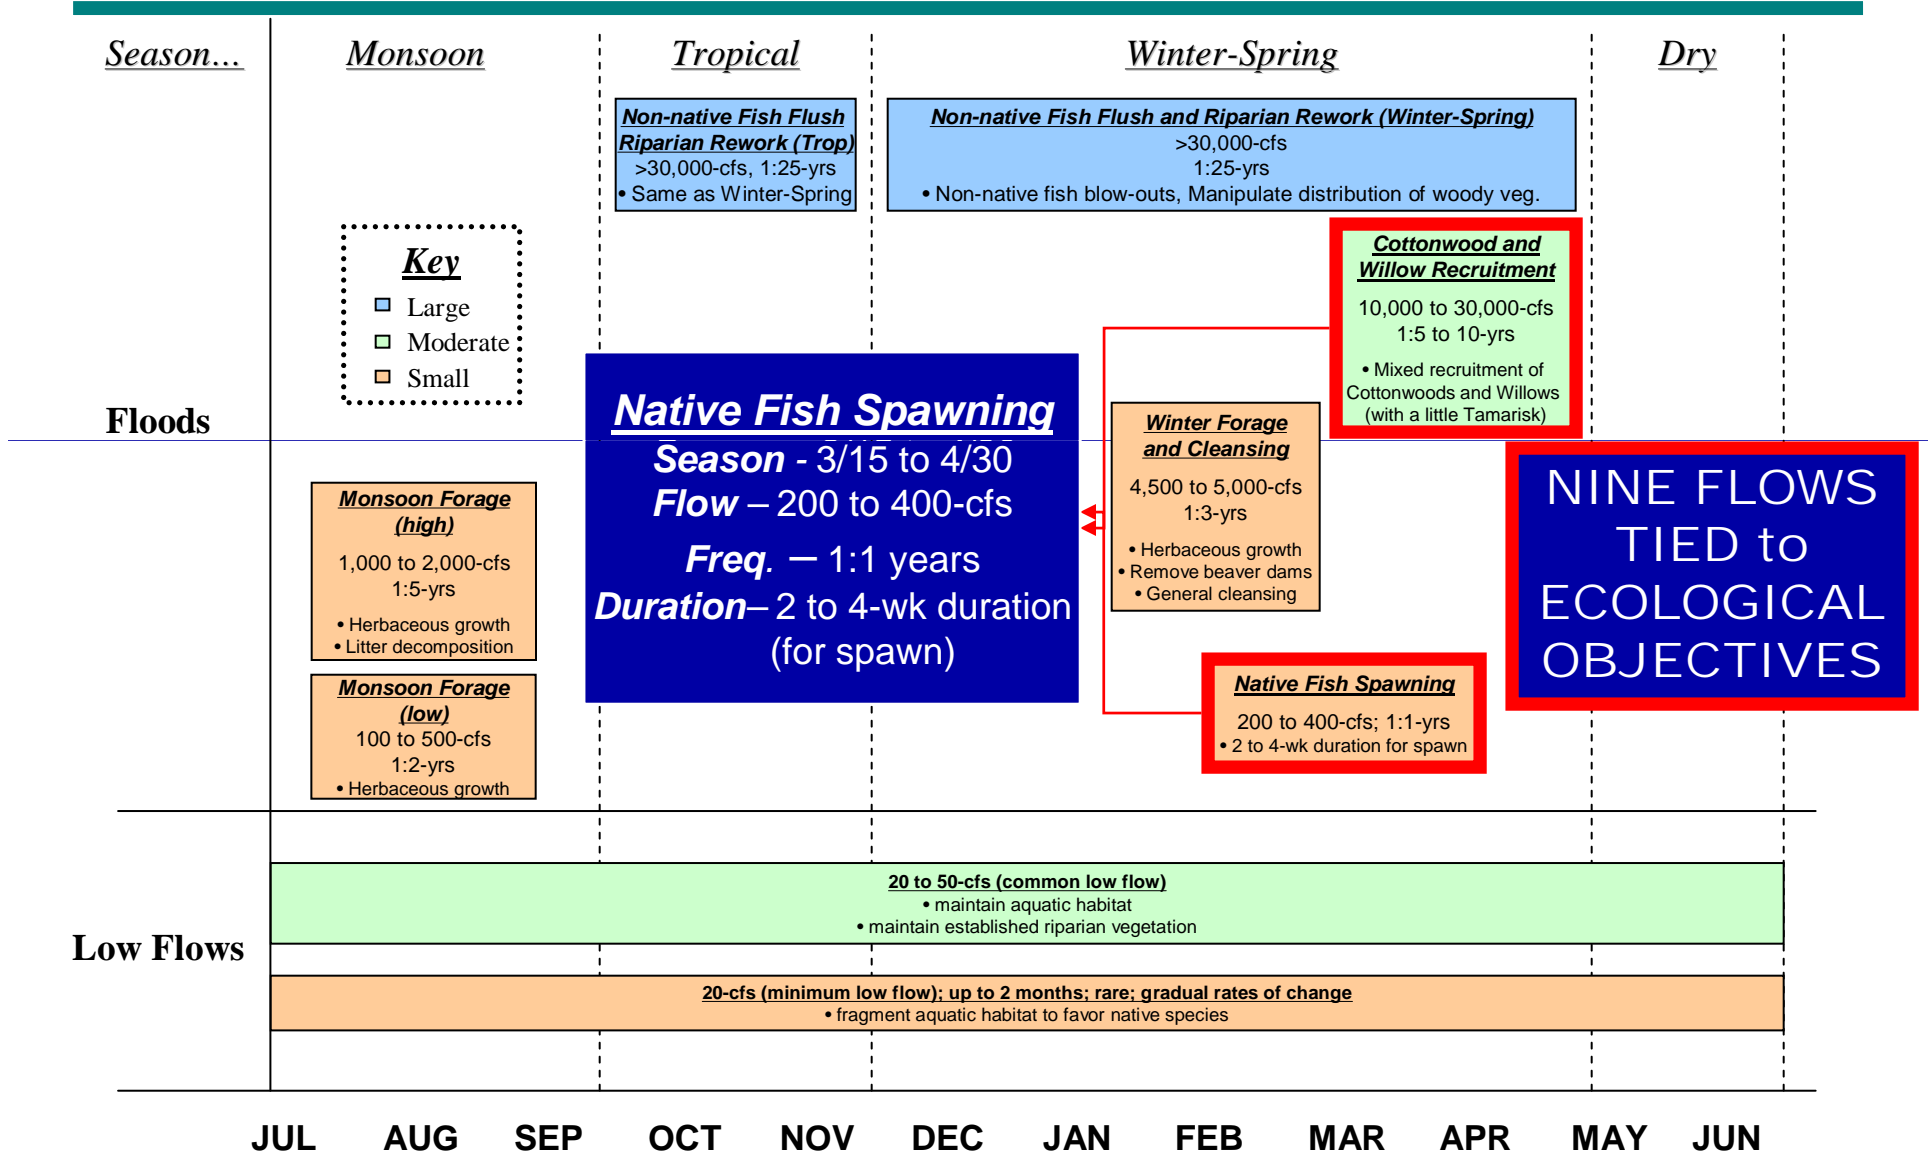 Season...
Monsoon
Tropical
Winter-Spring
Dry
Non-native Fish Flush
Riparian Rework (Trop)
>30,000-cfs, 1:25-yrs
• Same as Winter-Spring
Non-native Fish Flush and Riparian Rework (Winter-Spring)
>30,000-cfs
1:25-yrs
• Non-native fish blow-outs, Manipulate distribution of woody veg.
Key
Large
Moderate
Small
Cottonwood and
Willow Recruitment
10,000 to 30,000-cfs
1:5 to 10-yrs
• Mixed recruitment of
Cottonwoods and Willows
(with a little Tamarisk)
Floods
Native Fish Spawning
Season - 3/15 to 4/30
Flow – 200 to 400-cfs
Freq. – 1:1 years
Duration– 2 to 4-wk duration
(for spawn)
Winter Forage
and Cleansing
4,500 to 5,000-cfs
1:3-yrs
• Herbaceous growth
• Remove beaver dams
• General cleansing
NINE FLOWS
TIED to
ECOLOGICAL
OBJECTIVES
Monsoon Forage
(high)
1,000 to 2,000-cfs
1:5-yrs
• Herbaceous growth
• Litter decomposition
Monsoon Forage
(low)
100 to 500-cfs
1:2-yrs
• Herbaceous growth
Native Fish Spawning
200 to 400-cfs; 1:1-yrs
• 2 to 4-wk duration for spawn
Low Flows
20 to 50-cfs (common low flow)
• maintain aquatic habitat
• maintain established riparian vegetation
20-cfs (minimum low flow); up to 2 months; rare; gradual rates of change
• fragment aquatic habitat to favor native species
JUL AUG SEP OCT NOV DEC JAN FEB MAR APR MAY JUN